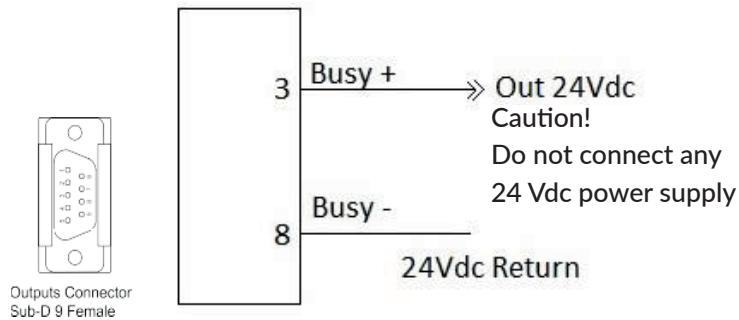 3 Busy + Out 24Vdc
Caution!
Do not connect any
24 Vdc power supply
8 Busy -
24Vdc Return
Outputs Connector
Sub-D 9 Female